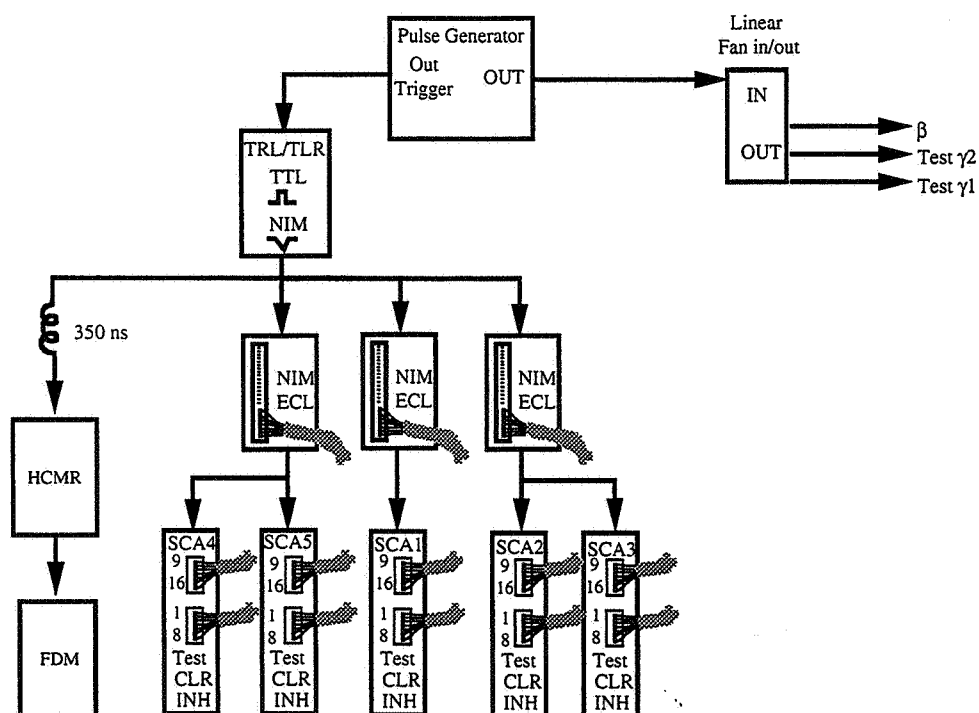 Linear
Fan in/out
Pulse Generator
Out
Trigger
OUT
IN
OUT
β
Test γ2
Test γ1
TRL/TLR
TTL
NIM
350 ns
NIM
ECL
NIM
ECL
NIM
ECL
HCMR
FDM
SCA4
9
16
1
8
Test
CLR
INH
SCA5
9
16
1
8
Test
CLR
INH
SCA1
9
16
1
8
Test
CLR
INH
SCA2
9
16
1
8
Test
CLR
INH
SCA3
9
16
1
8
Test
CLR
INH